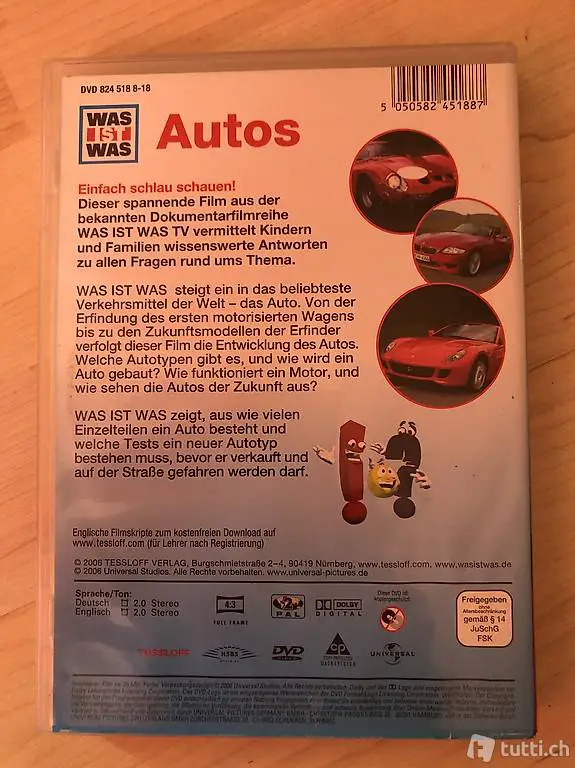 DVD 824 518 8-18
5 050582 451887
WAS
IST
WAS
Autos
Einfach schlau schauen!
Dieser spannende Film aus der
bekannten Dokumentarfilmreihe
WAS IST WAS TV vermittelt Kindern
und Familien wissenswerte Antworten
zu allen Fragen rund ums Thema.
WAS IST WAS steigt ein in das beliebteste
Verkehrsmittel der Welt – das Auto. Von der
Erfindung des ersten motorisierten Wagens
bis zu den Zukunftsmodellen der Erfinder
verfolgt dieser Film die Entwicklung des Autos.
Welche Autotypen gibt es, und wie wird ein
Auto gebaut? Wie funktioniert ein Motor, und
wie sehen die Autos der Zukunft aus?
WAS IST WAS zeigt, aus wie vielen
Einzelteilen ein Auto besteht und
welche Tests ein neuer Autotyp
bestehen muss, bevor er verkauft und
auf der Straße gefahren werden darf.
Englische Filmskripte zum kostenfreien Download auf
www.tessloff.com (für Lehrer nach Registrierung)
© 2006 TESSLOFF VERLAG, Burgschmietstraße 2–4, 90419 Nürnberg, www.tessloff.com, www.wasistwas.de
© 2006 Universal Studios. Alle Rechte vorbehalten. www.universal-pictures.de
Sprache/Ton:
Deutsch 2.0 Stereo
Englisch 2.0 Stereo
4:3
FULL FRAME
2
PAL
DOLBY
DIGITAL
Dieser DVD ist
kopiergeschützt
Freigegeben
ohne
Altersbeschränkung
gemäß § 14
JuSchG
FSK
TESSLOFF
DVD
VIDEO
CP
UNIVERSAL
tutti.ch